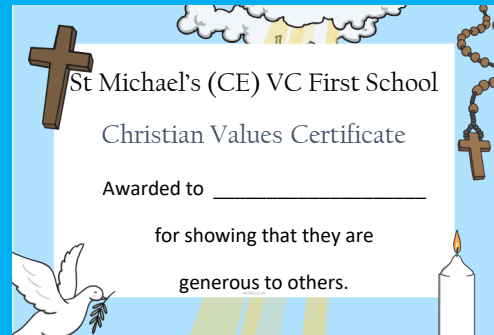 St Michael's (CE) VC First School
Christian Values Certificate
Awarded to ____________________
for showing that they are
generous to others.